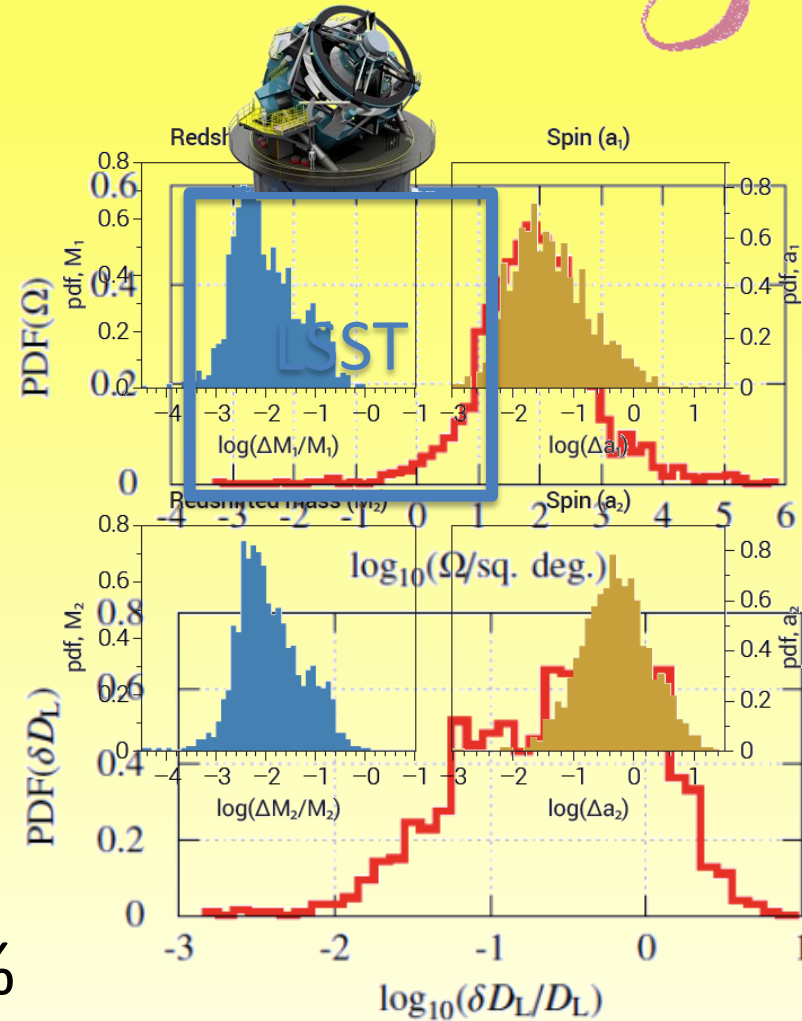 Redsh
Spin (a₁)
0.8
0.6
0.6
0.4
0.4
0.2
0.2
0
0
pdf, M₁
PDF(Ω)
LSST
0.8
0.6
0.4
0.2
0
pdf, a₁
−4 −3 −2 −1 −0 −1
−3 −2 −1 0 1
log(ΔM₁/M₁)
log(Δa₁)
-4 -3 -2 -1 0 1 2 3 4 5 6
log₁₀(Ω/sq. deg.)
Redshifted mass (M₂)
Spin (a₂)
0.8
0.6
0.4
0.2
0
pdf, M₂
0.8
0.6
0.4
0.2
0
pdf, a₂
−4 −3 −2 −1 −0 −1
−3 −2 −1 0 1
log(ΔM₂/M₂)
log(Δa₂)
0.8
0.6
0.4
0.2
0
PDF(δD_L)
-3 -2 -1 0 1
log₁₀(δD_L/D_L)
%